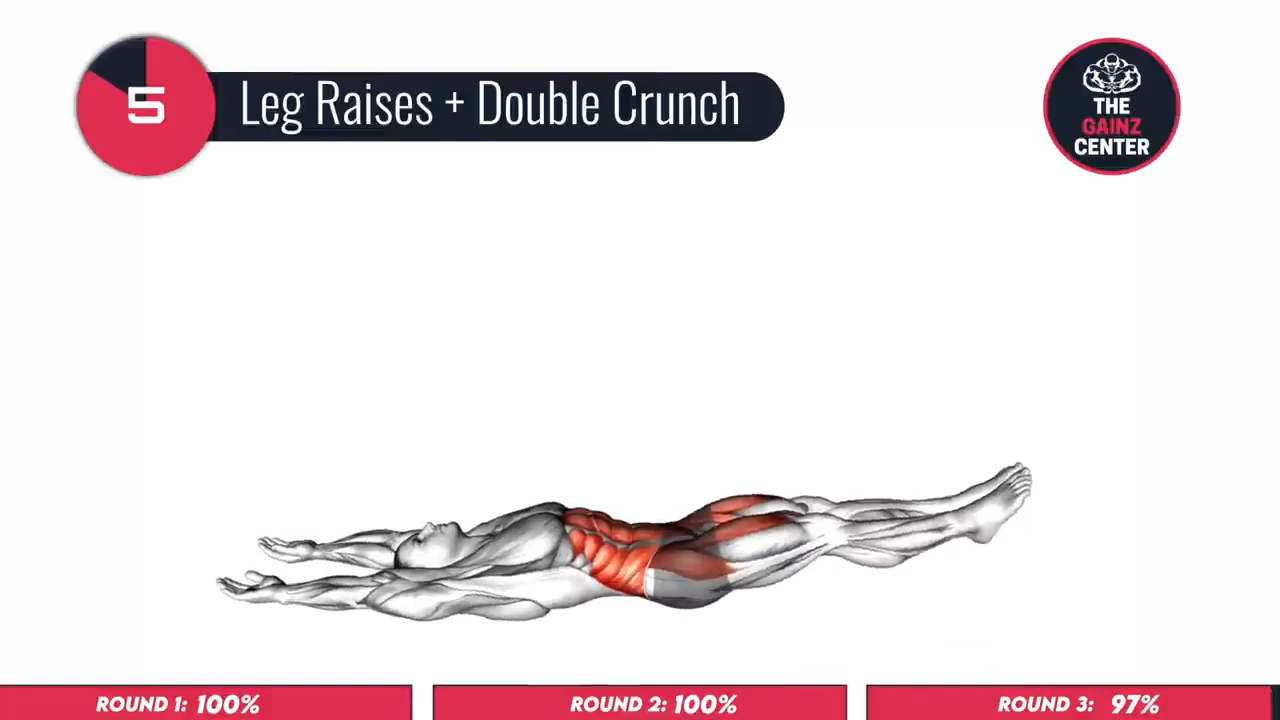 5
Leg Raises + Double Crunch
THE
GAINZ
CENTER
ROUND 1: 100%
ROUND 2: 100%
ROUND 3: 97%